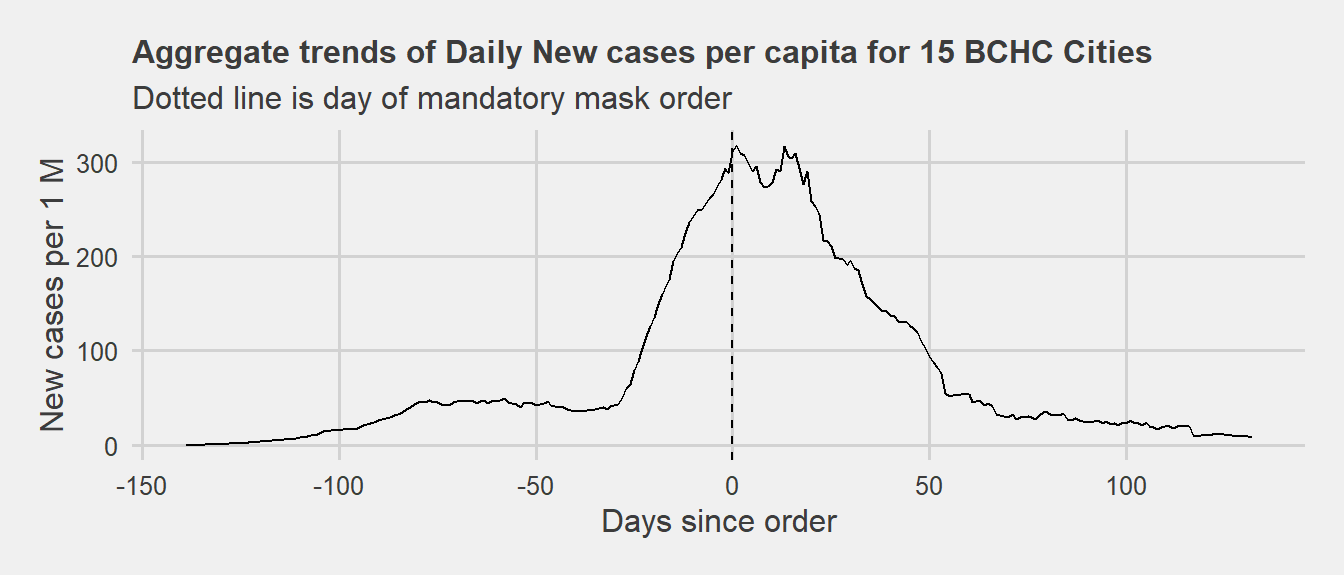 Aggregate trends of Daily New cases per capita for 15 BCHC Cities
Dotted line is day of mandatory mask order
New cases per 1 M
300
200
100
0
-150 -100 -50 0 50 100
Days since order